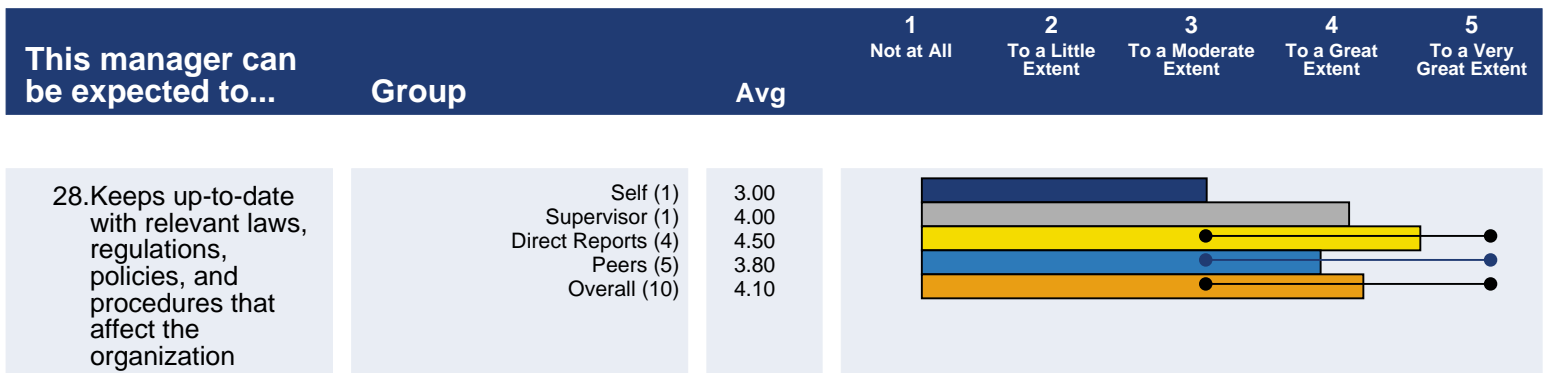 This manager can
be expected to...
Group
Avg
1
Not at All
2
To a Little
Extent
3
To a Moderate
Extent
4
To a Great
Extent
5
To a Very
Great Extent
28.Keeps up-to-date
with relevant laws,
regulations,
policies, and
procedures that
affect the
organization
Self (1) 3.00
Supervisor (1) 4.00
Direct Reports (4) 4.50
Peers (5) 3.80
Overall (10) 4.10